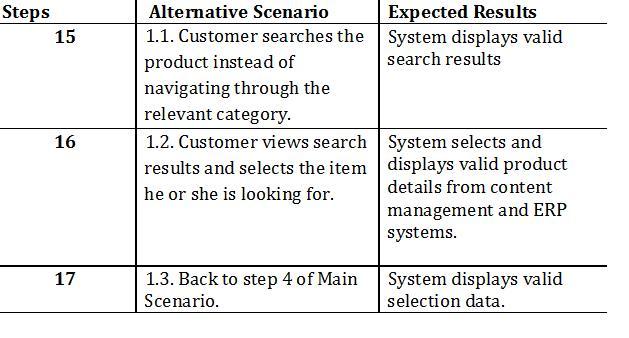 Steps Alternative Scenario Expected Results
15 1.1. Customer searches the System displays valid
product instead of search results
navigating through the
relevant category.
16 1.2. Customer views search System selects and
results and selects the item displays valid product
he or she is looking for. details from content
management and ERP
systems.
17 1.3. Back to step 4 of Main System displays valid
Scenario. selection data.